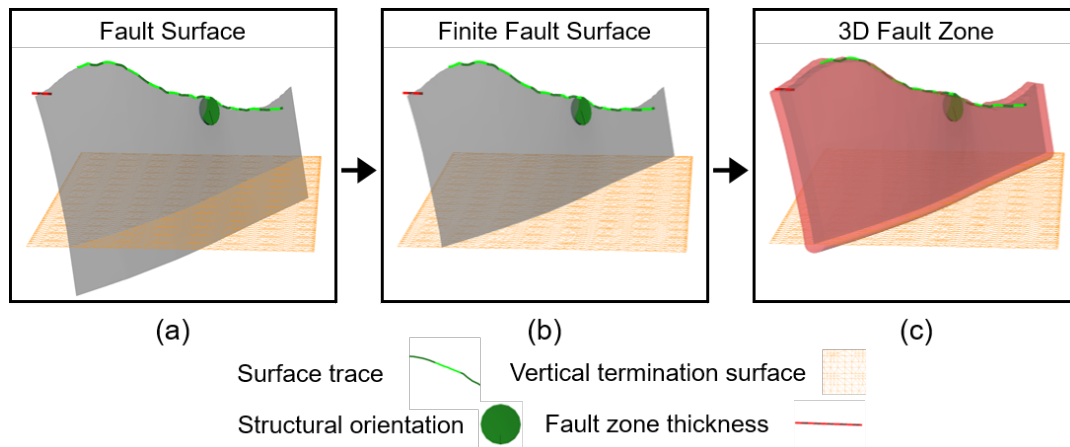 Fault Surface
Finite Fault Surface
3D Fault Zone
(a)
(b)
(c)
Surface trace
Vertical termination surface
Structural orientation
Fault zone thickness